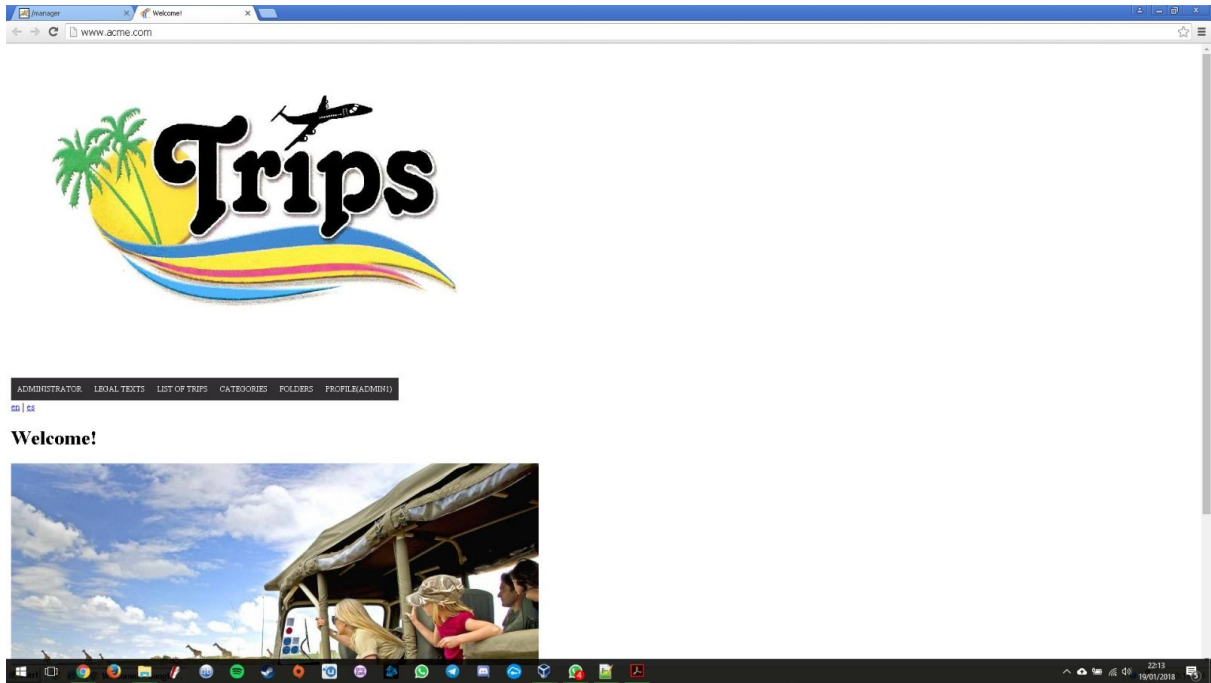 /manager
Welcome!
www.acme.com
Trips
ADMINISTRATOR LEGAL TEXTS LIST OF TRIPS CATEGORIES FOLDERS PROFILE(ADMIN1)
en | es
Welcome!
22:13
19/01/2018